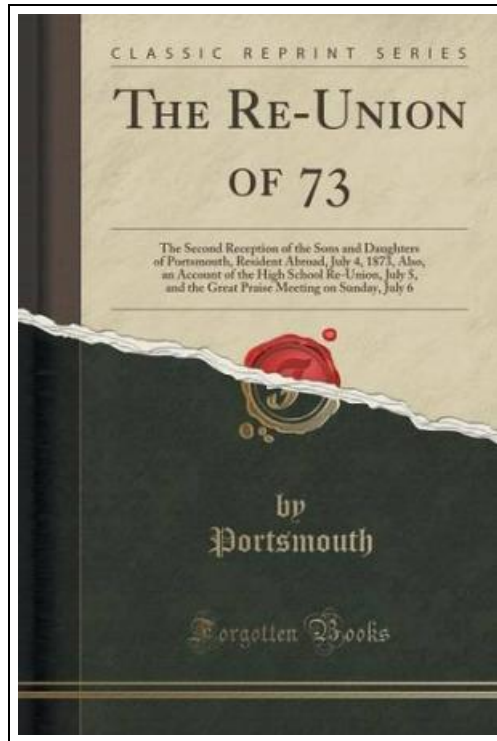 CLASSIC REPRINT SERIES
THE RE-UNION
OF 73
The Second Reception of the Sons and Daughters
of Portsmouth, Resident Abroad, July 4, 1873, Also,
an Account of the High School Re-Union, July 5,
and the Great Praise Meeting on Sunday, July 6
by
Portsmouth
Forgotten Books